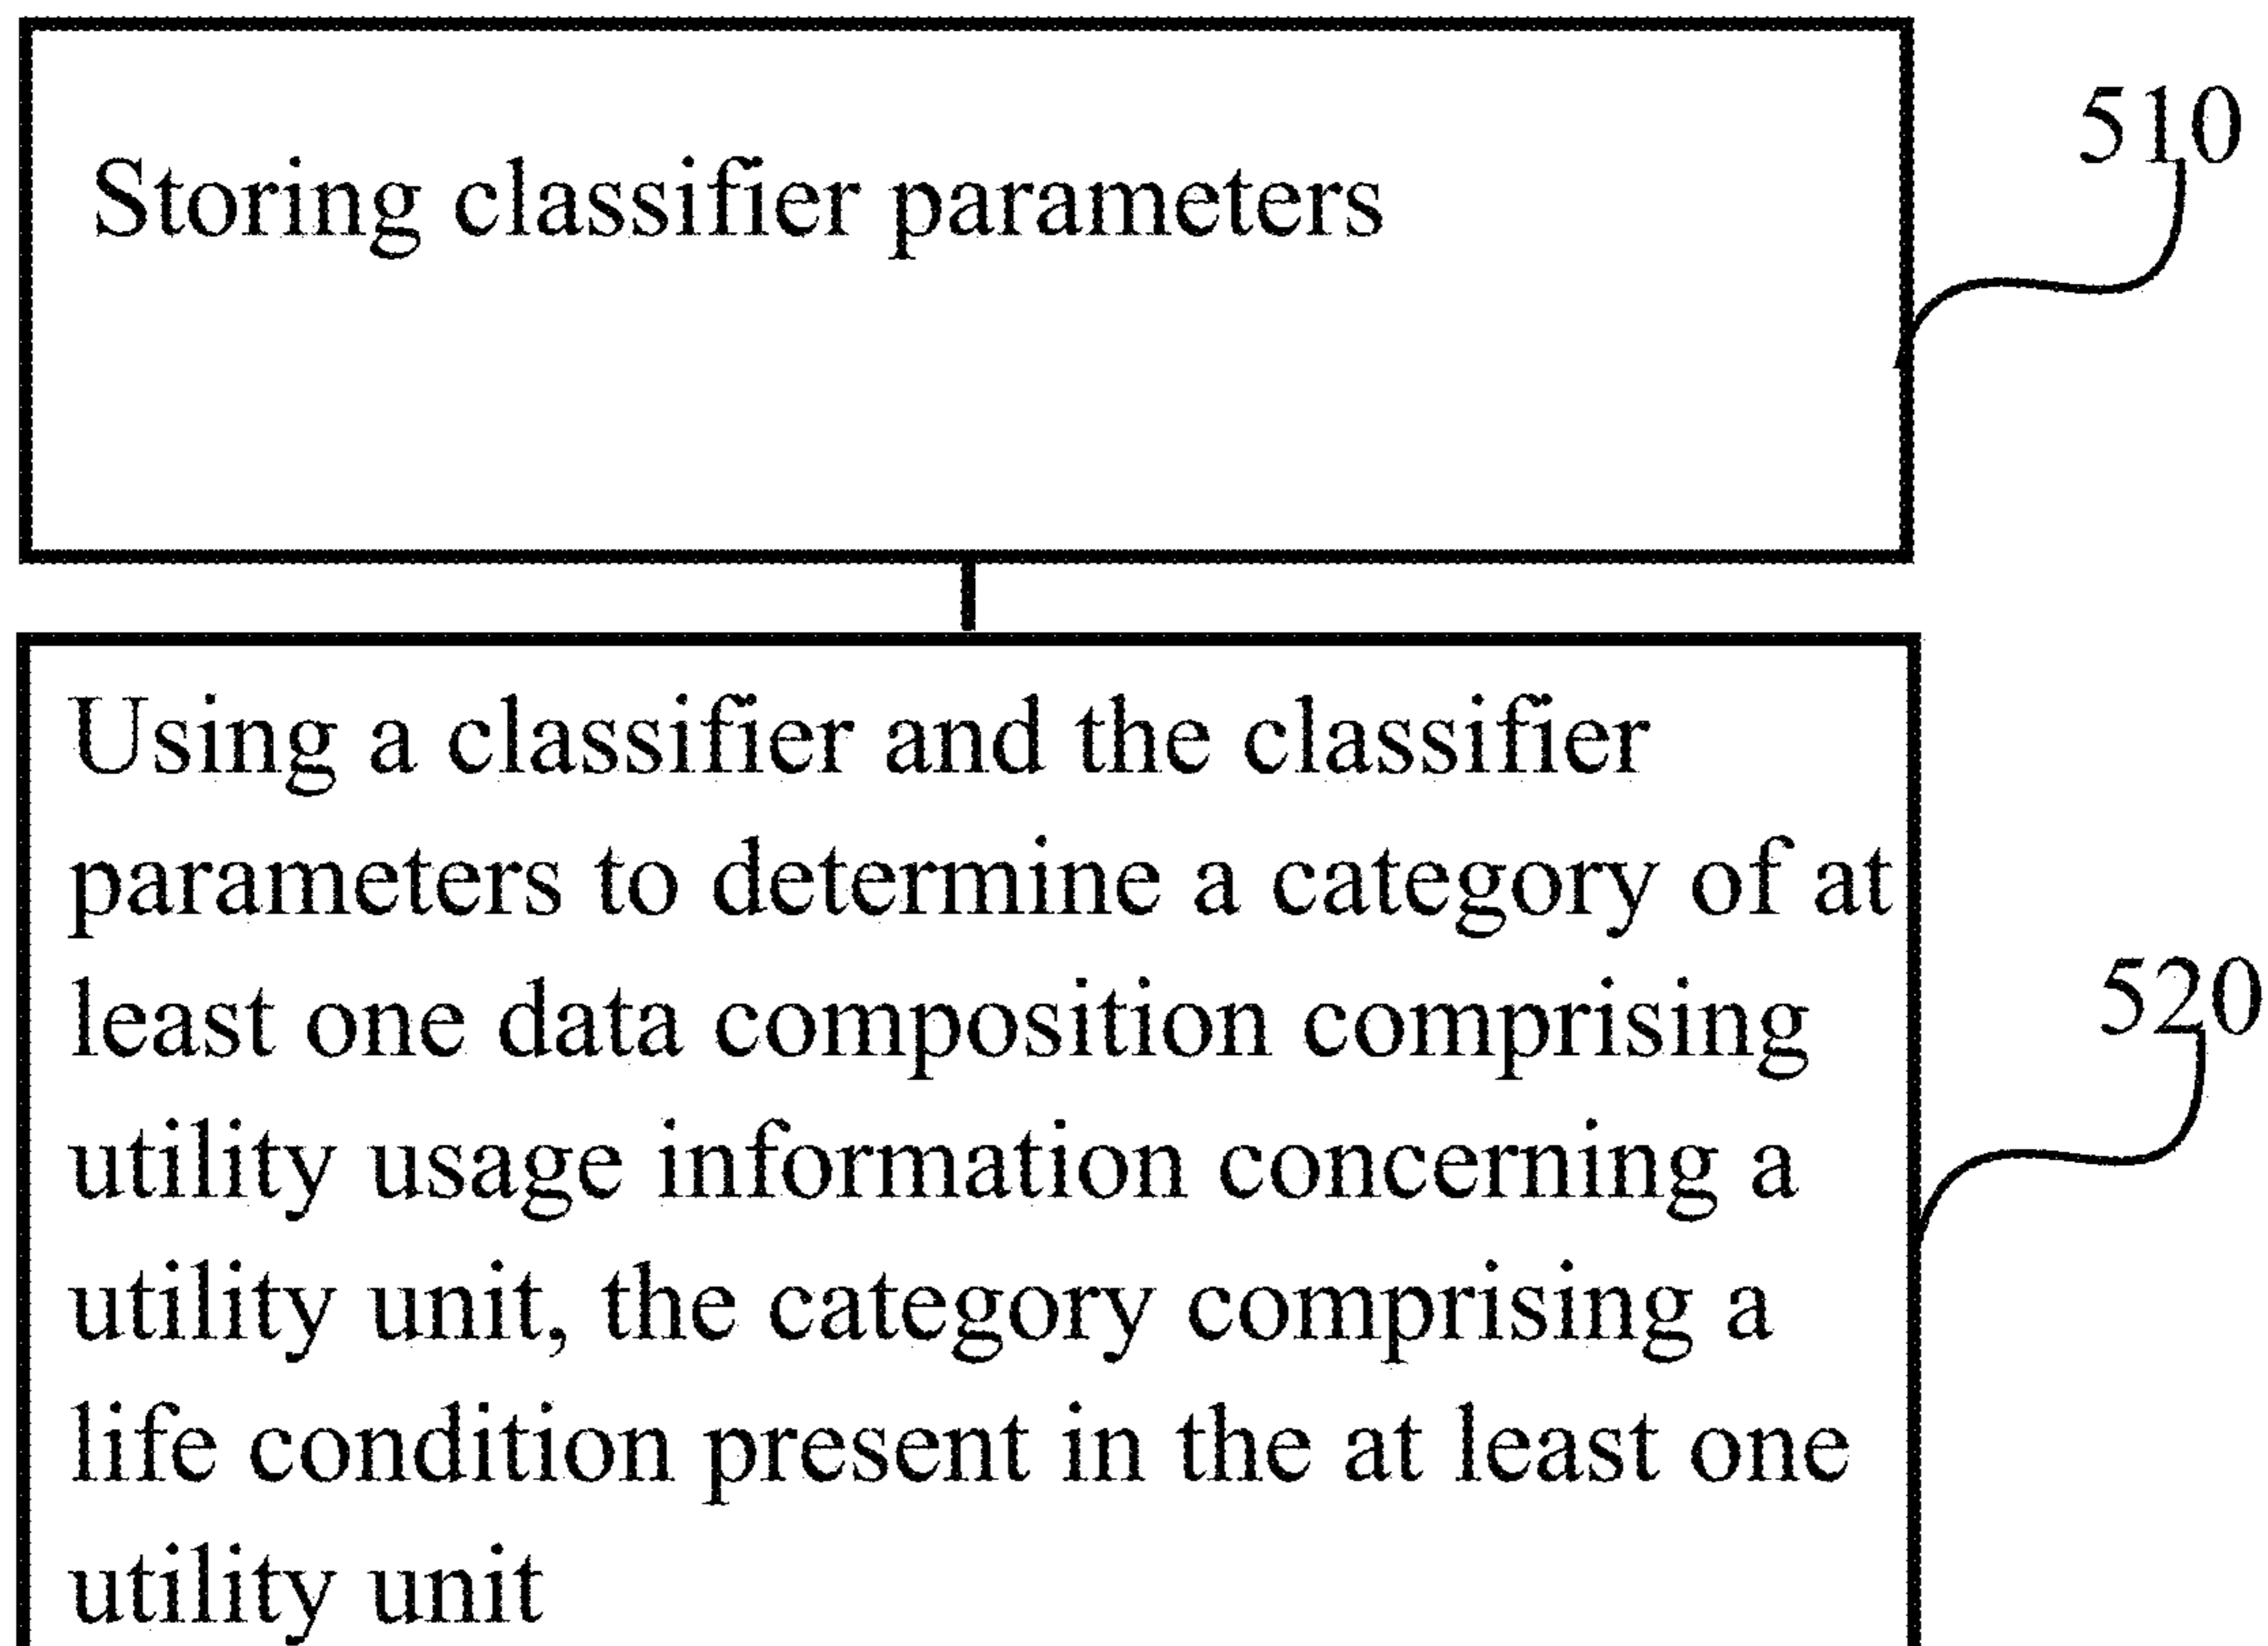 510
Storing classifier parameters
Using a classifier and the classifier
parameters to determine a category of at
least one data composition comprising
520
utility usage information concerning a
utility unit, the category comprising a
life condition present in the at least one
utility unit